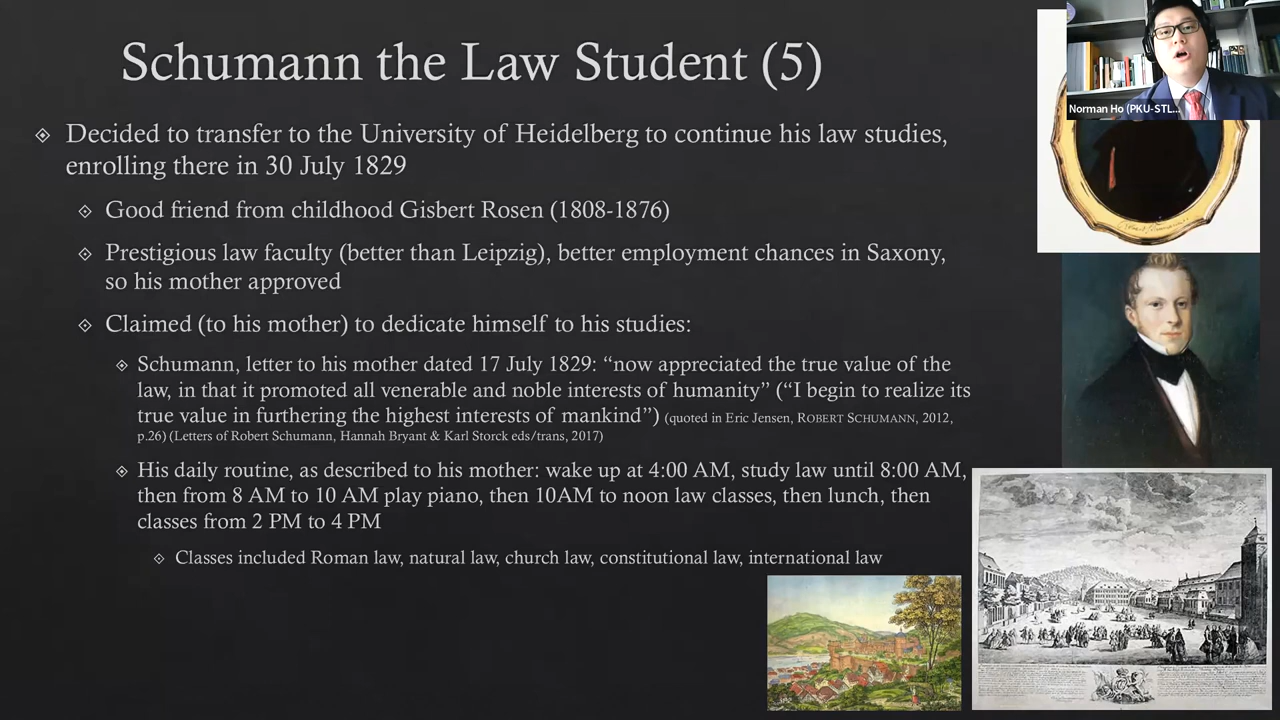 Schumann the Law Student (5)
Norman Ho (PKU-STL...
Decided to transfer to the University of Heidelberg to continue his law studies,
enrolling there in 30 July 1829
Good friend from childhood Gisbert Rosen (1808-1876)
Prestigious law faculty (better than Leipzig), better employment chances in Saxony,
so his mother approved
Claimed (to his mother) to dedicate himself to his studies:
Schumann, letter to his mother dated 17 July 1829: “now appreciated the true value of the
law, in that it promoted all venerable and noble interests of humanity” (“I begin to realize its
true value in furthering the highest interests of mankind”) (quoted in Eric Jensen, ROBERT SCHUMANN, 2012,
p.26) (Letters of Robert Schumann, Hannah Bryant & Karl Storck eds/trans, 2017)
His daily routine, as described to his mother: wake up at 4:00 AM, study law until 8:00 AM,
then from 8 AM to 10 AM play piano, then 10AM to noon law classes, then lunch, then
classes from 2 PM to 4 PM
Classes included Roman law, natural law, church law, constitutional law, international law